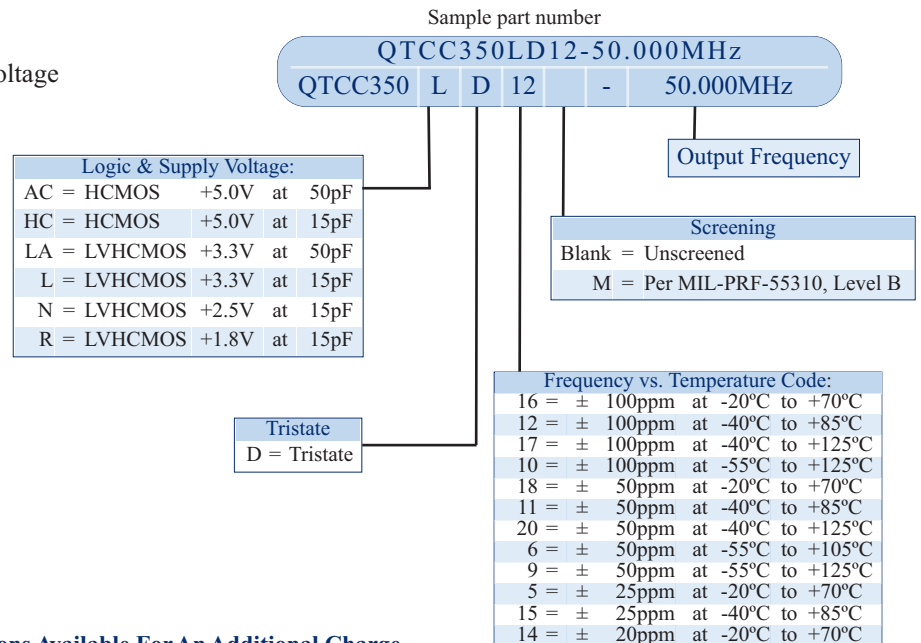 Sample part number
oltage
QTCC350LD12-50.000MHz
QTCC350 L D 12 - 50.000MHz
Output Frequency
Logic & Supply Voltage:
AC = HCMOS +5.0V at 50pF
HC = HCMOS +5.0V at 15pF
LA = LVHCMOS +3.3V at 50pF
L = LVHCMOS +3.3V at 15pF
N = LVHCMOS +2.5V at 15pF
R = LVHCMOS +1.8V at 15pF
Screening
Blank = Unscreened
M = Per MIL-PRF-55310, Level B
Tristate
D = Tristate
Frequency vs. Temperature Code:
16 = ± 100ppm at -20ºC to +70ºC
12 = ± 100ppm at -40ºC to +85ºC
17 = ± 100ppm at -40ºC to +125ºC
10 = ± 100ppm at -55ºC to +125ºC
18 = ± 50ppm at -20ºC to +70ºC
11 = ± 50ppm at -40ºC to +85ºC
20 = ± 50ppm at -40ºC to +125ºC
6 = ± 50ppm at -55ºC to +105ºC
9 = ± 50ppm at -55ºC to +125ºC
5 = ± 25ppm at -20ºC to +70ºC
15 = ± 25ppm at -40ºC to +85ºC
14 = ± 20ppm at -20ºC to +70ºC
ons Available For An Additional Charge